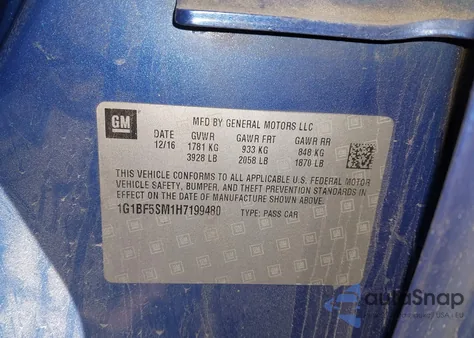 GM
MFD BY GENERAL MOTORS LLC
DATE GVWR GAWR FRT GAWR RR
12/16 1781 KG 933 KG 848 KG
3928 LB 2058 LB 1870 LB
THIS VEHICLE CONFORMS TO ALL APPLICABLE U.S. FEDERAL MOTOR
VEHICLE SAFETY, BUMPER, AND THEFT PREVENTION STANDARDS IN
EFFECT ON THE DATE OF MANUFACTURE SHOWN ABOVE.
1G1BF5SM1H7199480 TYPE: PASS CAR
autoSnap